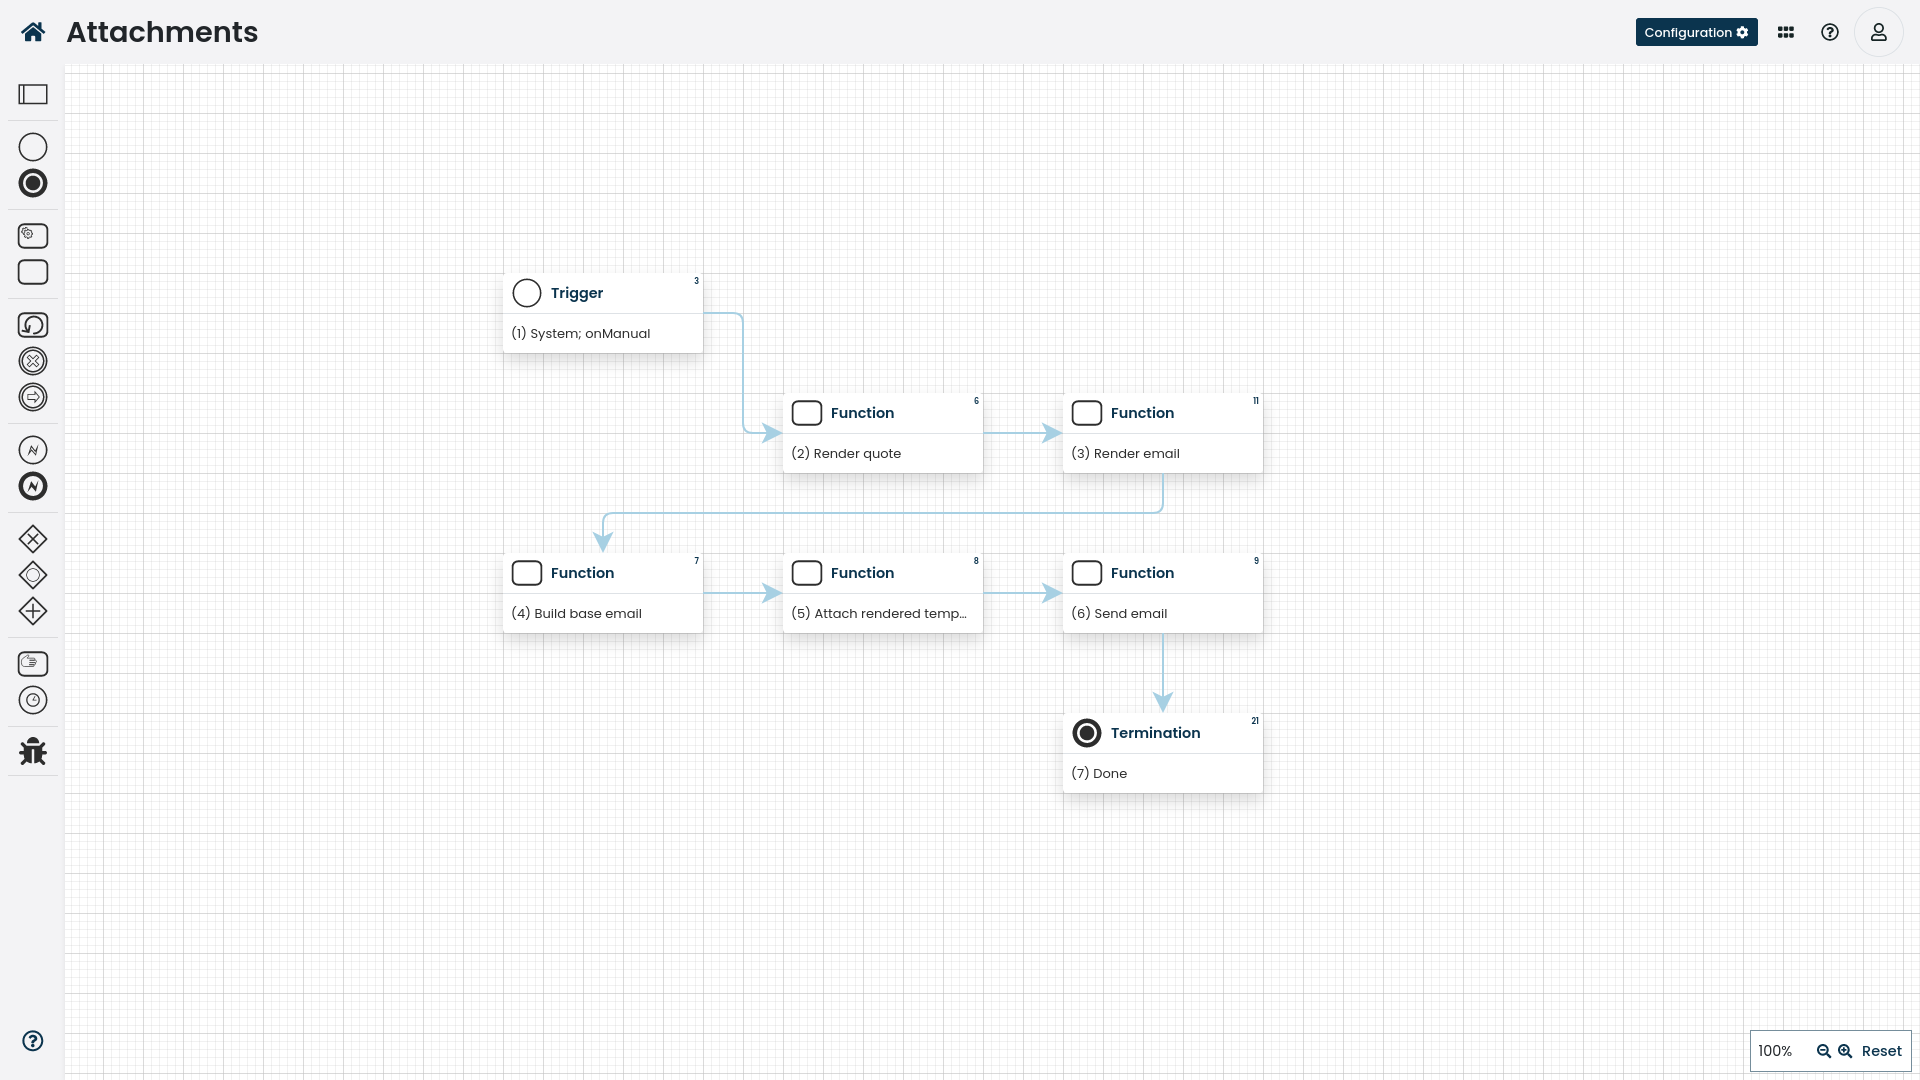 Attachments
Configuration
3
Trigger
(1) System; onManual
6
Function
(2) Render quote
11
Function
(3) Render email
7
Function
(4) Build base email
8
Function
(5) Attach rendered temp...
9
Function
(6) Send email
21
Termination
(7) Done
100%
Reset